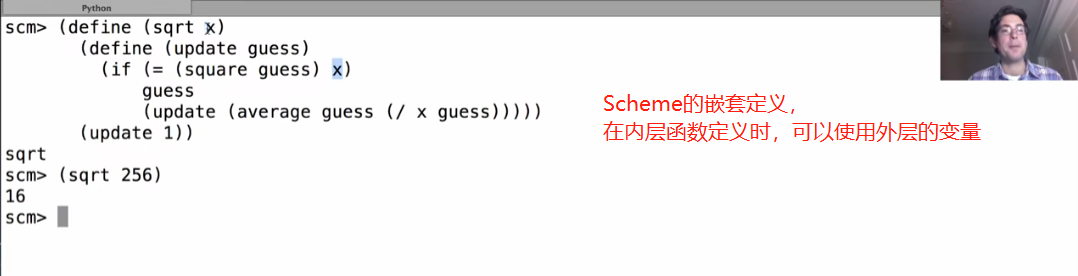 Python
scm> (define (sqrt x)
(define (update guess)
(if (= (square guess) x)
guess
(update (average guess (/ x guess)))))
(update 1))
sqrt
scm> (sqrt 256)
16
scm>
Scheme的嵌套定义,
在内层函数定义时，可以使用外层的变量